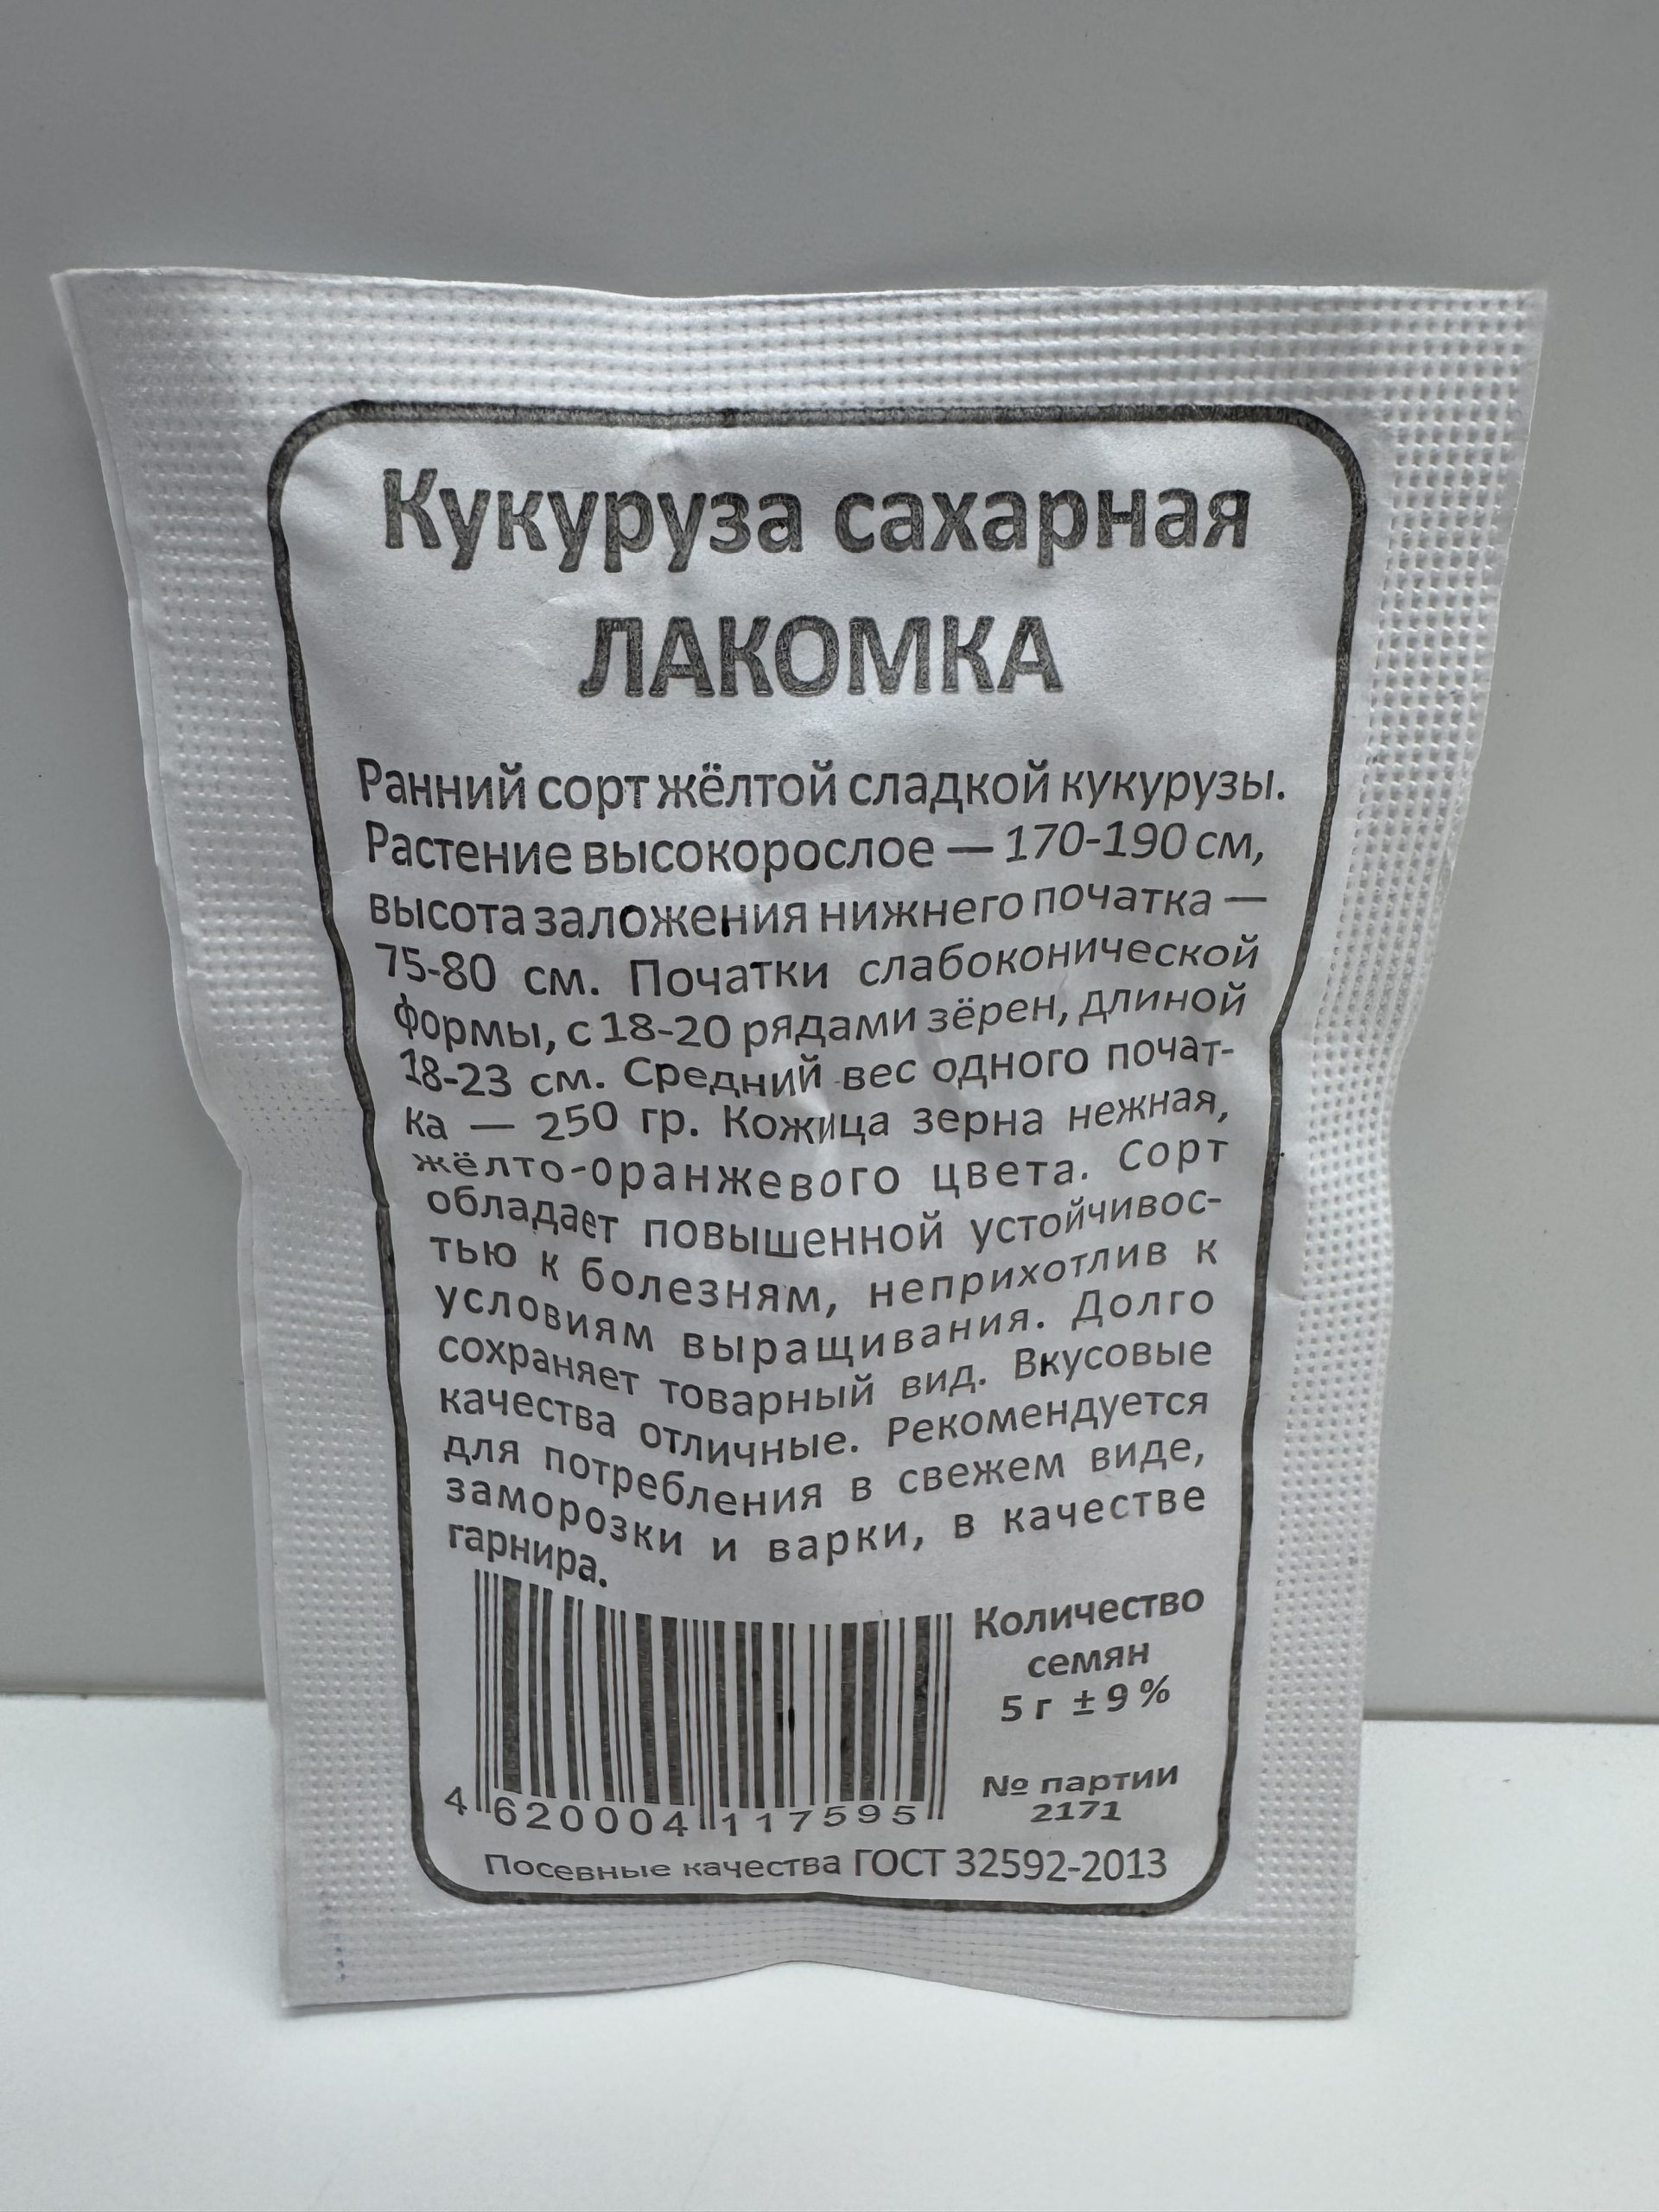 Кукуруза сахарная
ЛАКОМКА
Ранний сорт жёлтой сладкой кукурузы.
Растение высокорослое — 170-190 см,
высота заложения нижнего початка —
75-80 см. Початки слабоконической
формы, с 18-20 рядами зёрен, длиной
18-23 см. Средний вес одного почат-
ка — 250 гр. Кожица зерна нежная,
жёлто-оранжевого цвета. Сорт
обладает повышенной устойчивос-
тью к болезням, неприхотлив к
условиям выращивания. Долго
сохраняет товарный вид. Вкусовые
качества отличные. Рекомендуется
для потребления в свежем виде,
заморозки и варки, в качестве
гарнира.
Количество
семян
5 г ± 9 %
№ партии
2171
4 620004 117595
Посевные качества ГОСТ 32592-2013